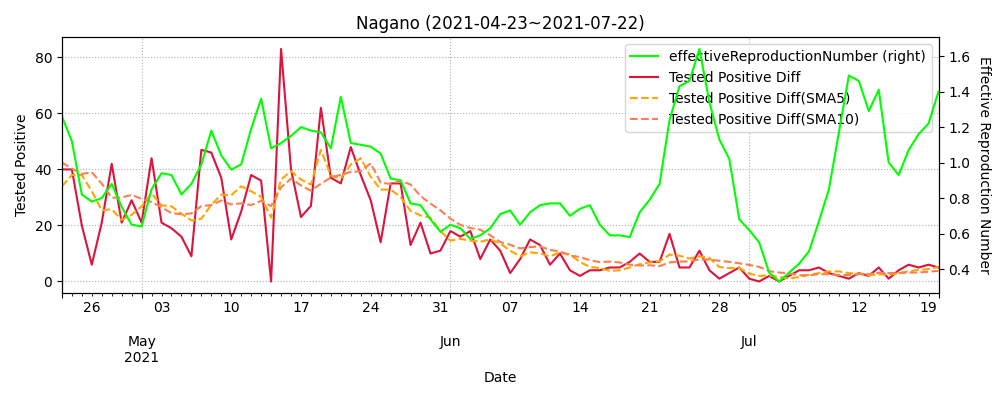 Nagano (2021-04-23~2021-07-22)
effectiveReproductionNumber (right)
Tested Positive Diff
Tested Positive Diff(SMA5)
Tested Positive Diff(SMA10)
Tested Positive
80
60
40
20
0
Effective Reproduction Number
1.6
1.4
1.2
1.0
0.8
0.6
0.4
26 03 10 17 24 31 07 14 21 28 05 12 19
May Jun Jul
2021
Date